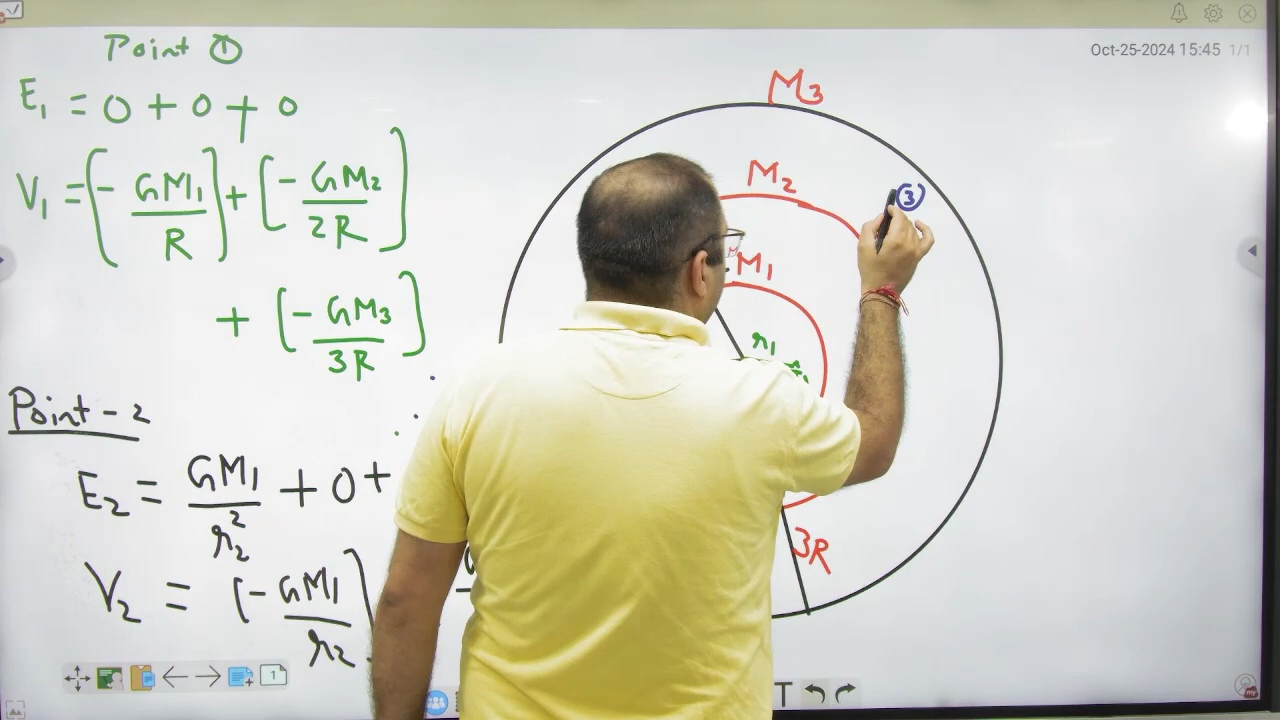 Oct-25-2024 15:45 1/1
Point ①
E₁ = 0 + 0 + 0
V₁ = [- GM₁/R] + [- GM₂/2R]
+ [- GM₃/3R]
Point - 2
E₂ = GM₁/r₂² + 0 +
V₂ = (- GM₁/r₂)
M₃
M₂
③
M₁
r₁
3R
1
T